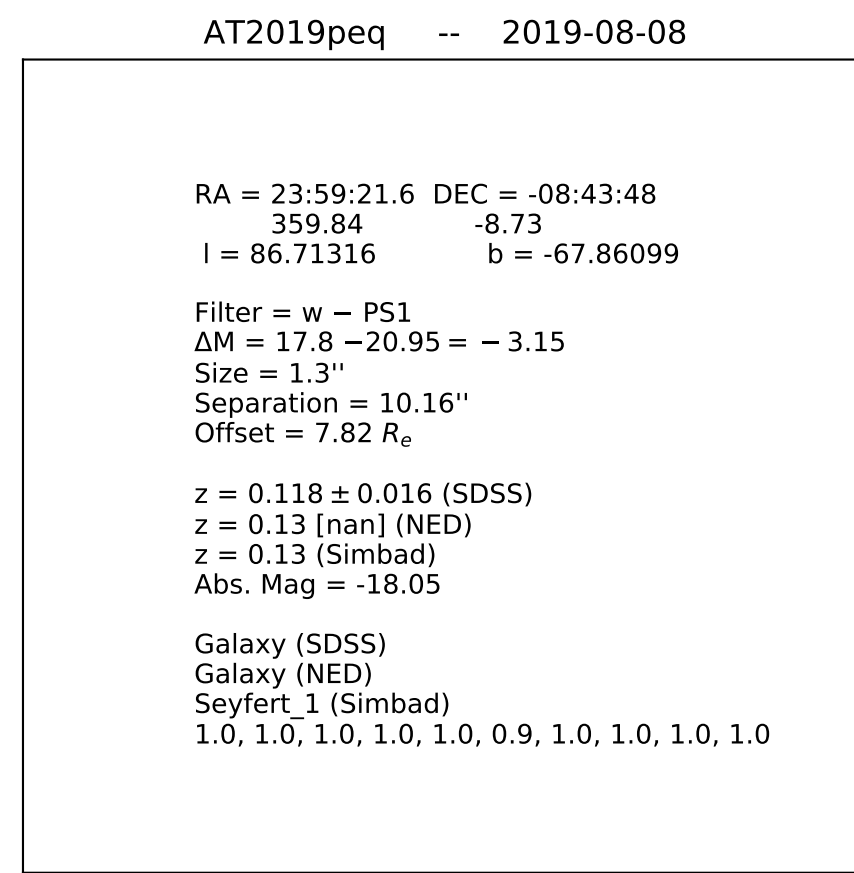 AT2019peq -- 2019-08-08
RA = 23:59:21.6 DEC = -08:43:48
359.84 -8.73
l = 86.71316 b = -67.86099
Filter = w − PS1
ΔM = 17.8 −20.95 = − 3.15
Size = 1.3''
Separation = 10.16''
Offset = 7.82 Rₑ
z = 0.118 ± 0.016 (SDSS)
z = 0.13 [nan] (NED)
z = 0.13 (Simbad)
Abs. Mag = -18.05
Galaxy (SDSS)
Galaxy (NED)
Seyfert_1 (Simbad)
1.0, 1.0, 1.0, 1.0, 1.0, 0.9, 1.0, 1.0, 1.0, 1.0